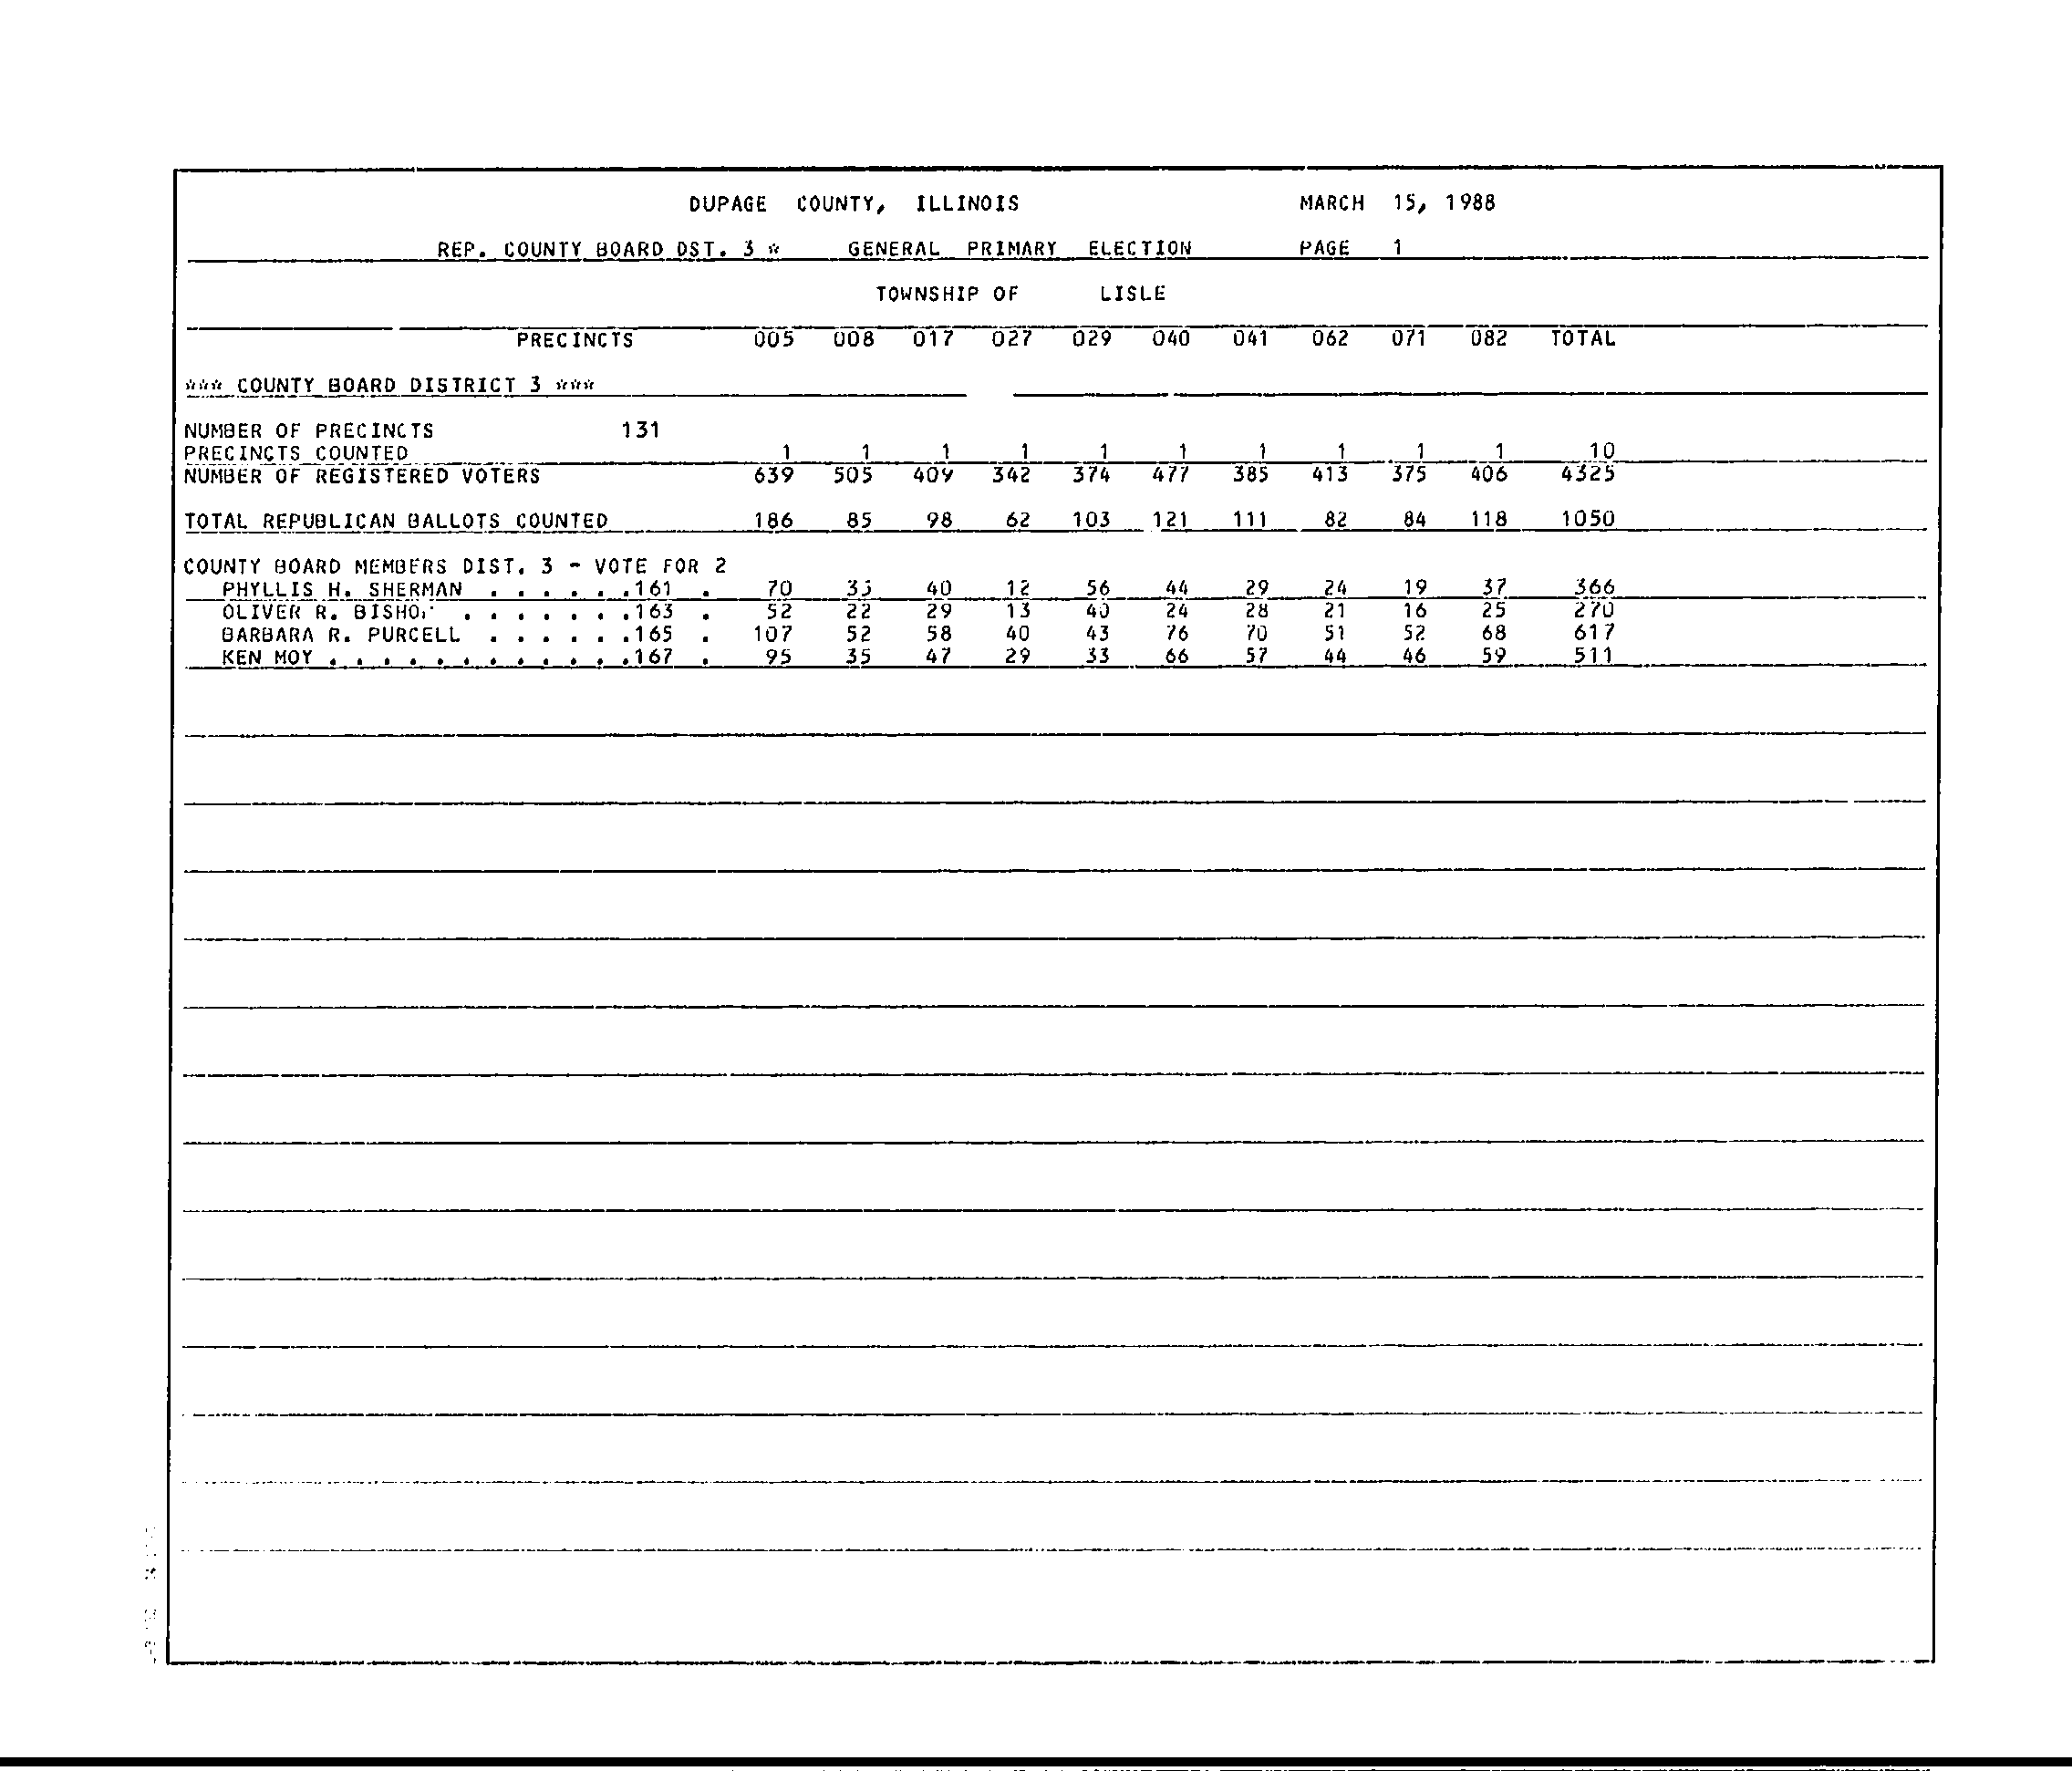 DUPAGE COUNTY, ILLINOIS MARCH 15, 1988
REP. COUNTY BOARD DST. 3 * GENERAL PRIMARY ELECTION PAGE 1
TOWNSHIP OF LISLE
PRECINCTS 005 008 017 027 029 040 041 062 071 082 TOTAL
*** COUNTY BOARD DISTRICT 3 ***
NUMBER OF PRECINCTS 131
PRECINCTS COUNTED 1 1 1 1 1 1 1 1 1 1 10
NUMBER OF REGISTERED VOTERS 639 505 409 342 374 477 385 413 375 406 4325
TOTAL REPUBLICAN BALLOTS COUNTED 186 85 98 62 103 121 111 82 84 118 1050
COUNTY BOARD MEMBERS DIST. 3 - VOTE FOR 2
PHYLLIS H. SHERMAN . . . . . .161 . 70 35 40 12 56 44 29 24 19 37 366
OLIVER R. BISHOP . . . . . . .163 . 52 22 29 13 40 24 28 21 16 25 270
BARBARA R. PURCELL . . . . . .165 . 107 52 58 40 43 76 70 51 52 68 617
KEN MOY . . . . . . . . . . . .167 . 95 35 47 29 33 66 57 44 46 59 511